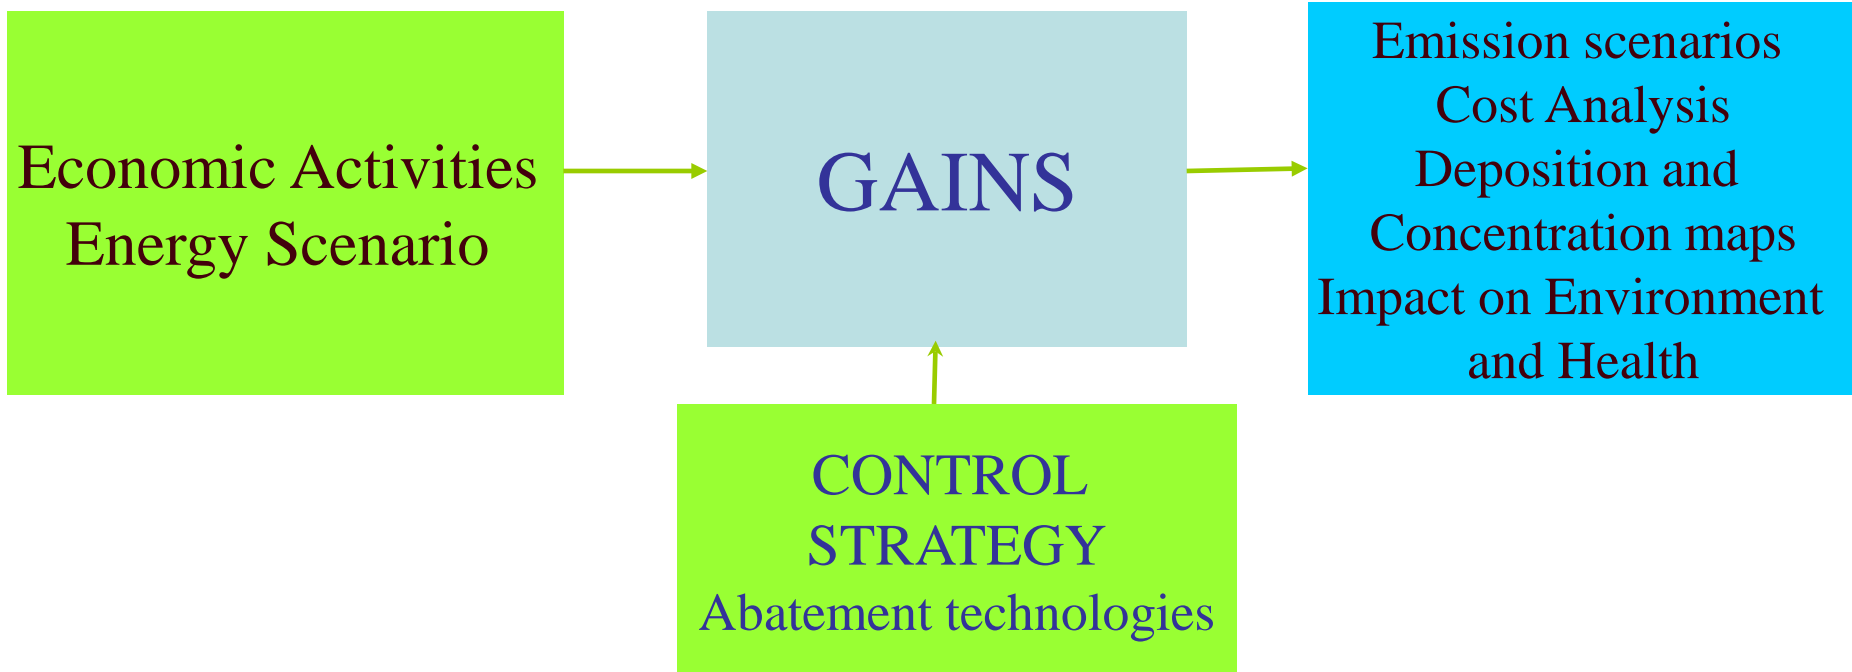 Economic Activities
Energy Scenario
GAINS
Emission scenarios
Cost Analysis
Deposition and
Concentration maps
Impact on Environment
and Health
CONTROL
STRATEGY
Abatement technologies